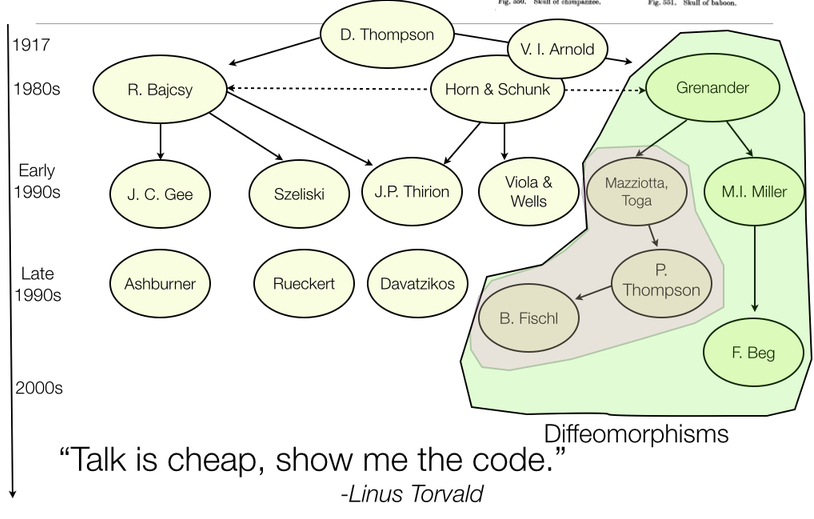 Fig. 550. Skull of chimpanzee.
Fig. 551. Skull of baboon.
1917
D. Thompson
V. I. Arnold
1980s
R. Bajcsy
Horn & Schunk
Grenander
Early
1990s
J. C. Gee
Szeliski
J.P. Thirion
Viola &
Wells
Mazziotta,
Toga
M.I. Miller
Late
1990s
Ashburner
Rueckert
Davatzikos
P.
Thompson
B. Fischl
F. Beg
2000s
Diffeomorphisms
“Talk is cheap, show me the code.”
-Linus Torvald